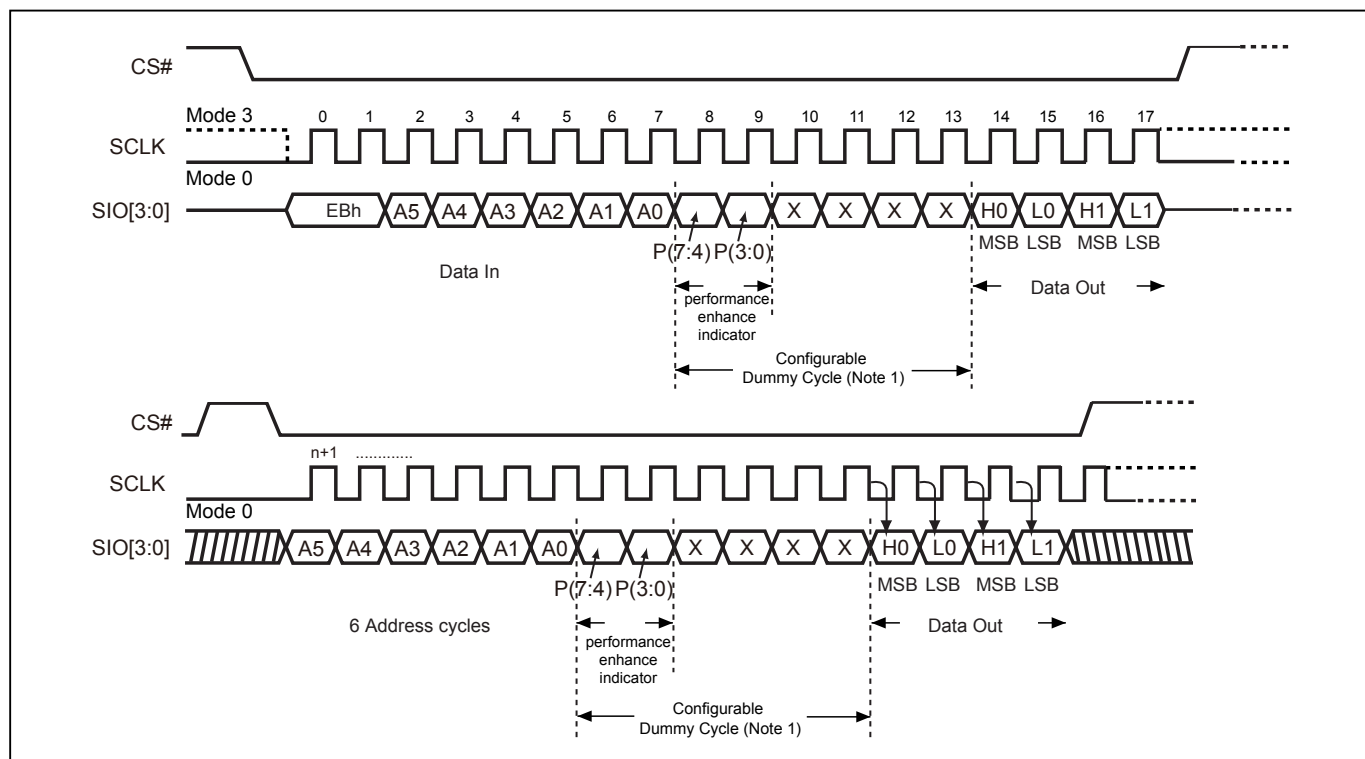 CS#
Mode 3
0 1 2 3 4 5 6 7 8 9 10 11 12 13 14 15 16 17
SCLK
Mode 0
SIO[3:0] EBh A5 A4 A3 A2 A1 A0 X X X X H0 L0 H1 L1
MSB LSB MSB LSB
P(7:4) P(3:0)
Data In
Data Out
performance
enhance
indicator
Configurable
Dummy Cycle (Note 1)
CS#
n+1 .............
SCLK
Mode 0
SIO[3:0] A5 A4 A3 A2 A1 A0 X X X X H0 L0 H1 L1
P(7:4) P(3:0) MSB LSB MSB LSB
6 Address cycles
Data Out
performance
enhance
indicator
Configurable
Dummy Cycle (Note 1)